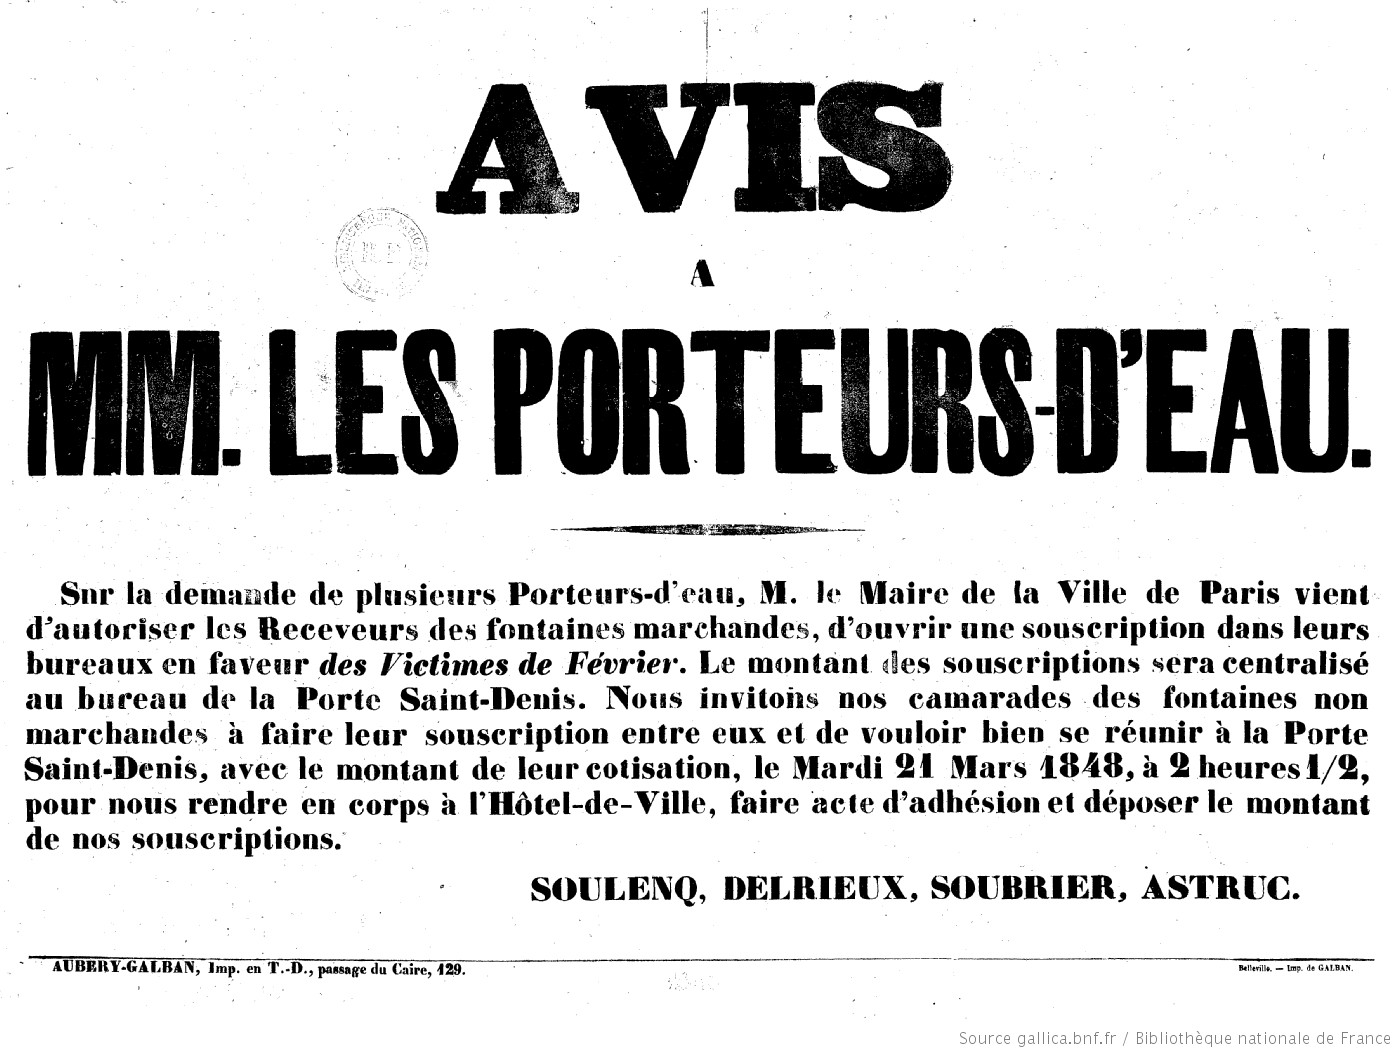 AVIS
A
MM. LES PORTEURS-D'EAU.
Sur la demande de plusieurs Porteurs-d'eau, M. le Maire de la Ville de Paris vient
d'autoriser les Receveurs des fontaines marchandes, d'ouvrir une souscription dans leurs
bureaux en faveur des Victimes de Février. Le montant des souscriptions sera centralisé
au bureau de la Porte Saint-Denis. Nous invitons nos camarades des fontaines non
marchandes à faire leur souscription entre eux et de vouloir bien se réunir à la Porte
Saint-Denis, avec le montant de leur cotisation, le Mardi 21 Mars 1848, à 2 heures 1/2,
pour nous rendre en corps à l'Hôtel-de-Ville, faire acte d'adhésion et déposer le montant
de nos souscriptions.
SOULENQ, DELRIEUX, SOUBRIER, ASTRUC.
AUBERY-GALBAN, Imp. en T.-D., passage du Caire, 129.
Belleville. — Imp. de GALBAN.
Source gallica.bnf.fr / Bibliothèque nationale de France